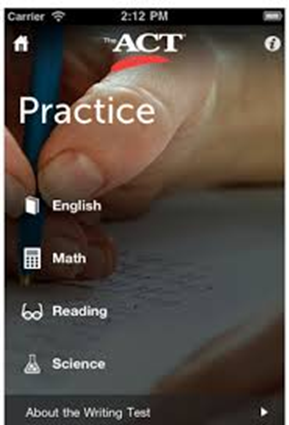 Carrier 2:12 PM
The ACT
Practice
English
Math
Reading
Science
About the Writing Test